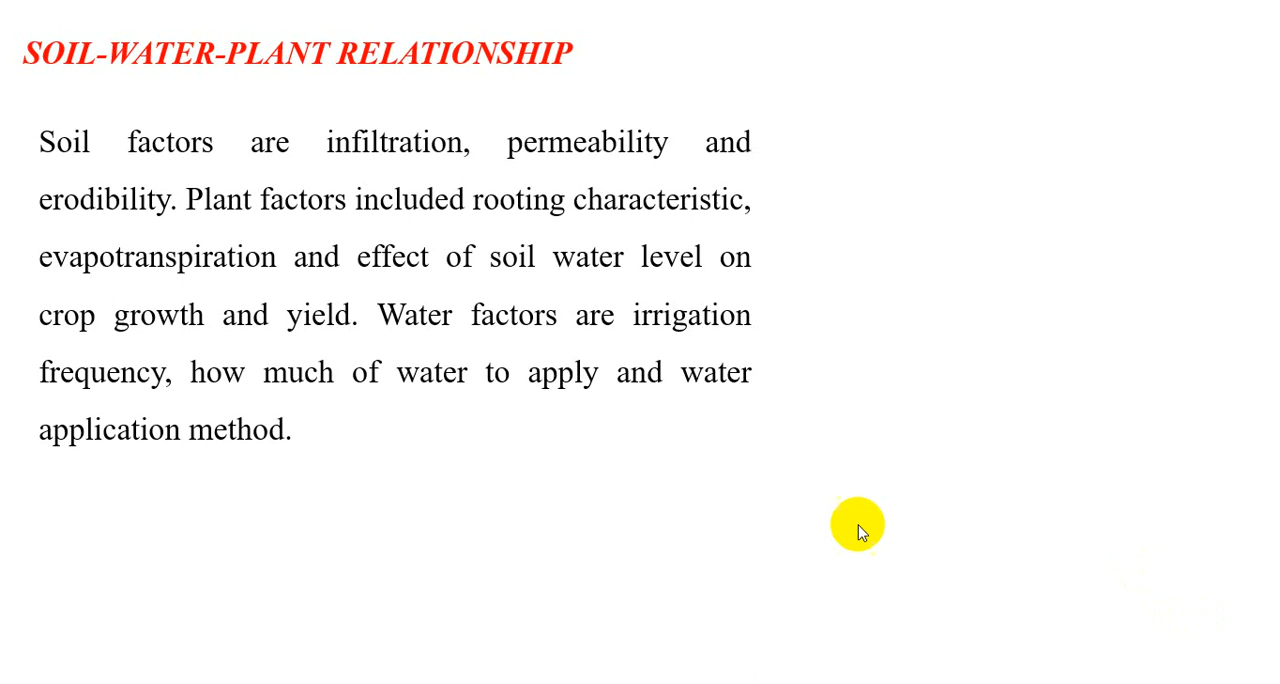 SOIL-WATER-PLANT RELATIONSHIP
Soil factors are infiltration, permeability and
erodibility. Plant factors included rooting characteristic,
evapotranspiration and effect of soil water level on
crop growth and yield. Water factors are irrigation
frequency, how much of water to apply and water
application method.